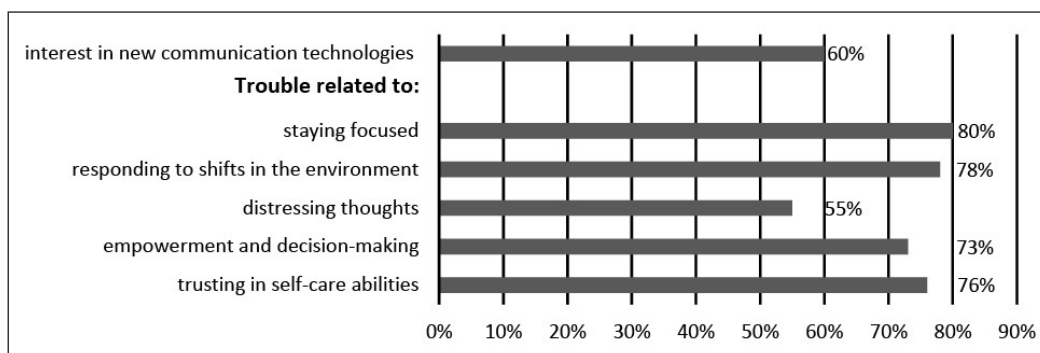 interest in new communication technologies 60%
Trouble related to:
staying focused 80%
responding to shifts in the environment 78%
distressing thoughts 55%
empowerment and decision-making 73%
trusting in self-care abilities 76%
0% 10% 20% 30% 40% 50% 60% 70% 80% 90%